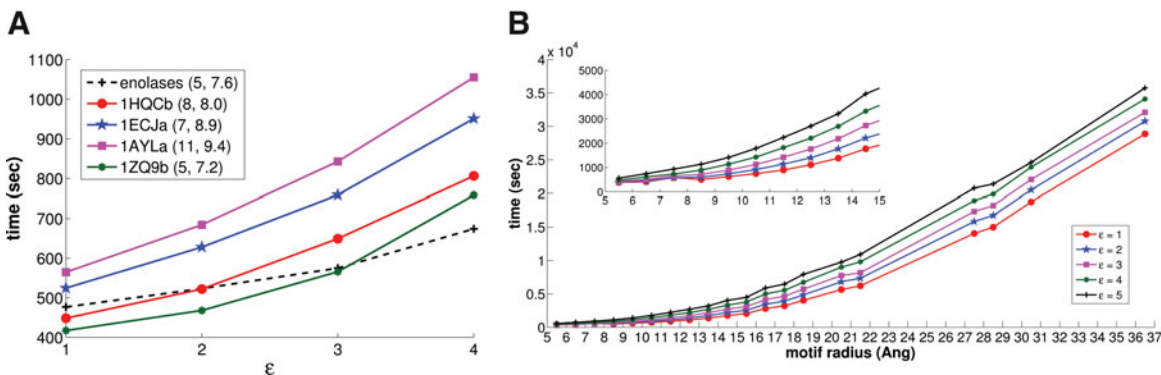 A
time (sec)
1100
1000
900
800
700
600
500
400
1 2 3 4
ε
enolases (5, 7.6)
1HQCb (8, 8.0)
1ECJa (7, 8.9)
1AYLa (11, 9.4)
1ZQ9b (5, 7.2)
B
x 10^4
time (sec)
4
3.5
3
2.5
2
1.5
1
0.5
0
5 6 7 8 9 10 11 12 13 14 15 16 17 18 19 20 21 22 23 24 25 26 27 28 29 30 31 32 33 34 35 36 37
motif radius (Ang)
5000
4000
3000
2000
1000
0
5 6 7 8 9 10 11 12 13 14 15
ε = 1
ε = 2
ε = 3
ε = 4
ε = 5